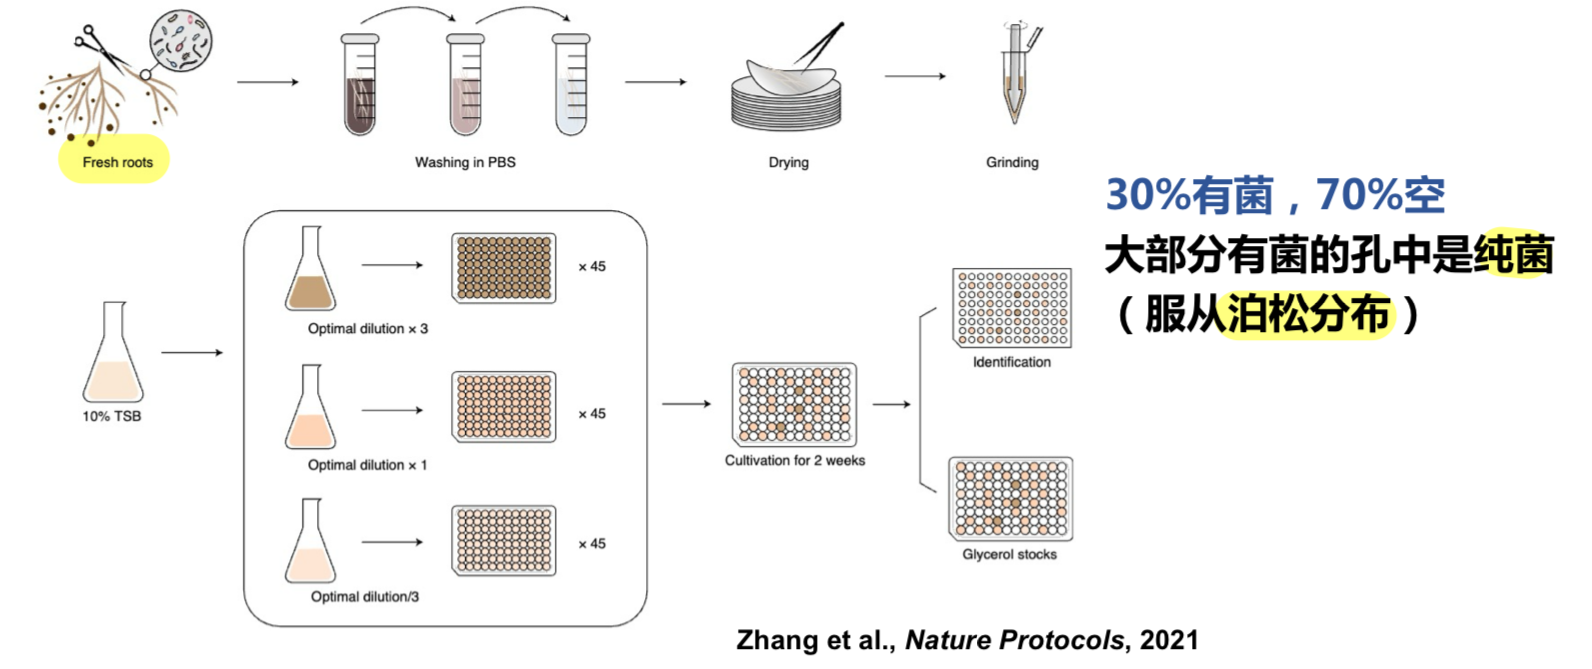 Fresh roots
Washing in PBS
Drying
Grinding
30%有菌，70%空
大部分有菌的孔中是纯菌
（服从泊松分布）
10% TSB
Optimal dilution × 3
× 45
Optimal dilution × 1
× 45
Optimal dilution/3
× 45
Cultivation for 2 weeks
Identification
Glycerol stocks
Zhang et al., Nature Protocols, 2021